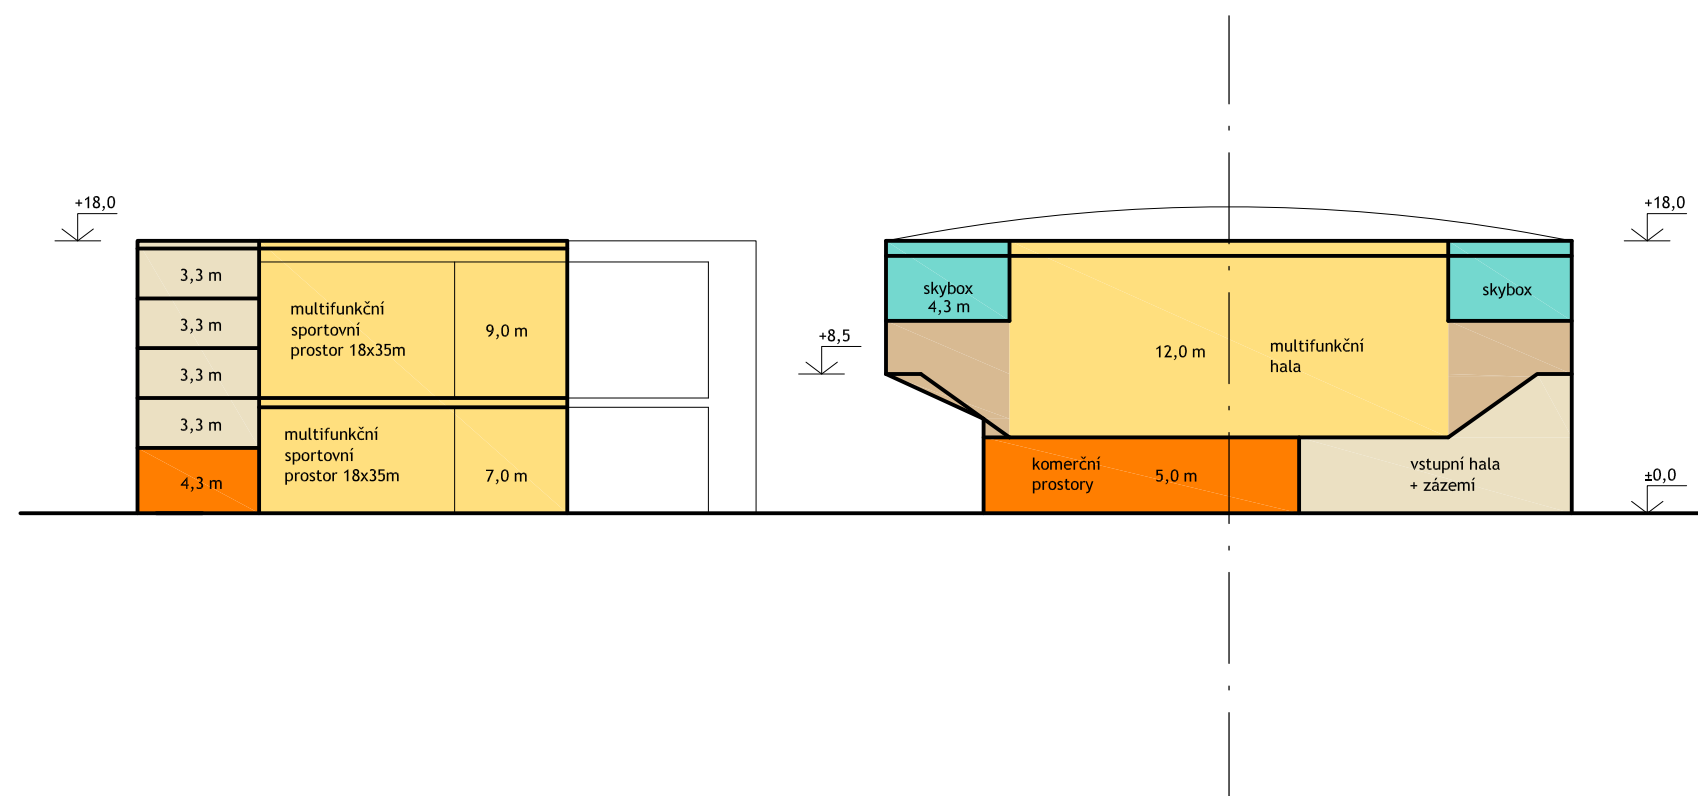 +18,0
3,3 m
3,3 m
3,3 m
3,3 m
4,3 m
multifunkční
sportovní
prostor 18x35m
9,0 m
multifunkční
sportovní
prostor 18x35m
7,0 m
+8,5
skybox
4,3 m
12,0 m
multifunkční
hala
skybox
komerční
prostory
5,0 m
vstupní hala
+ zázemí
+18,0
±0,0